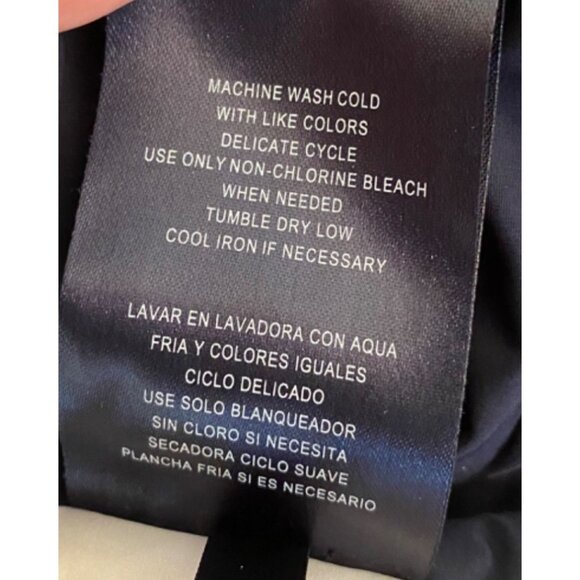 MACHINE WASH COLD
WITH LIKE COLORS
DELICATE CYCLE
USE ONLY NON-CHLORINE BLEACH
WHEN NEEDED
TUMBLE DRY LOW
COOL IRON IF NECESSARY
LAVAR EN LAVADORA CON AQUA
FRIA Y COLORES IGUALES
CICLO DELICADO
USE SOLO BLANQUEADOR
SIN CLORO SI NECESITA
SECADORA CICLO SUAVE
PLANCHA FRIA SI ES NECESARIO